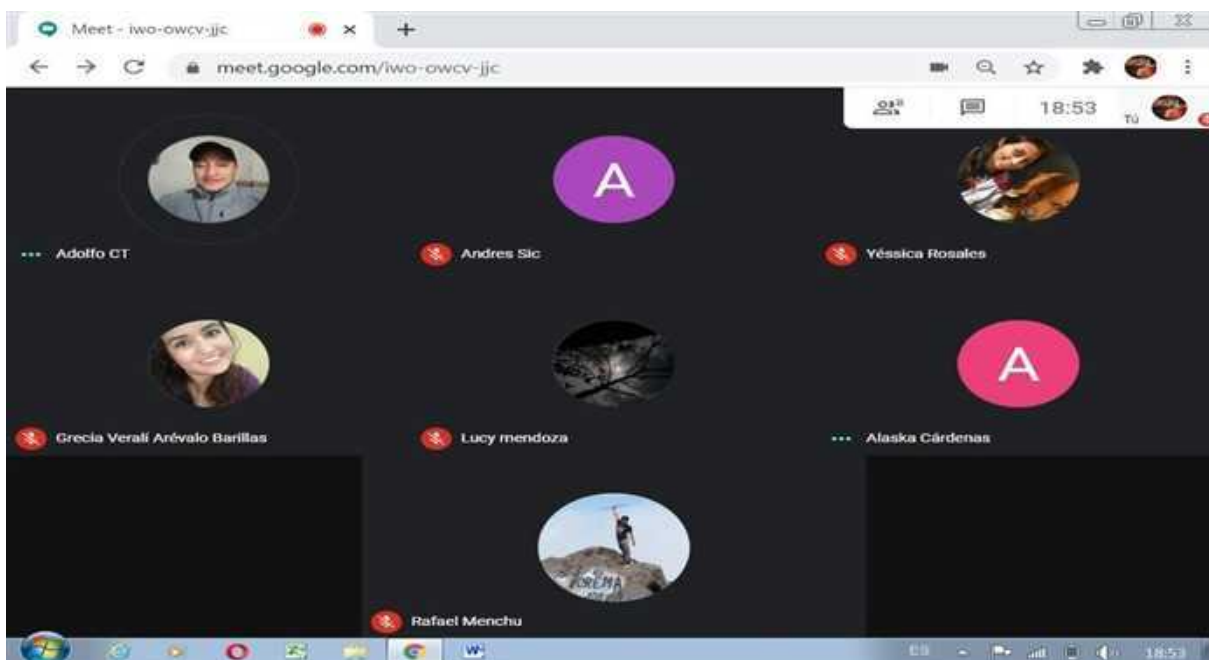 Meet - iwo-owcv-jjc
meet.google.com/iwo-owcv-jjc
18:53
Tú
Adolfo CT
A
Andres Sic
Yéssica Rosales
Grecia Veralí Arévalo Barillas
Lucy mendoza
A
Alaska Cárdenas
Rafael Menchu
ES
18:53